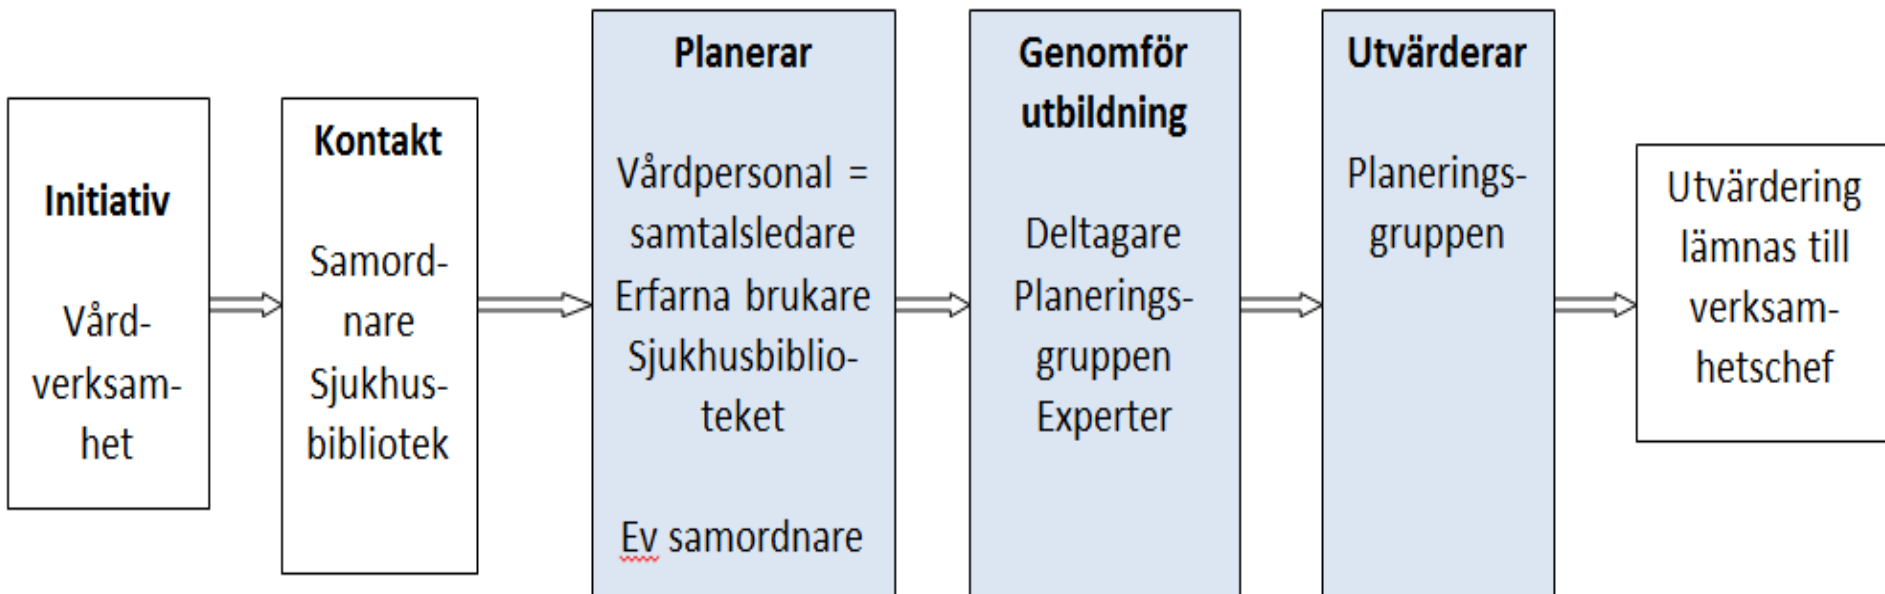 Initiativ
Vård-
verksam-
het
Kontakt
Samord-
nare
Sjukhus-
bibliotek
Planerar
Vårdpersonal =
samtalsledare
Erfarna brukare
Sjukhusbiblio-
teket
Ev samordnare
Genomför
utbildning
Deltagare
Planerings-
gruppen
Experter
Utvärderar
Planerings-
gruppen
Utvärdering
lämnas till
verksam-
hetschef